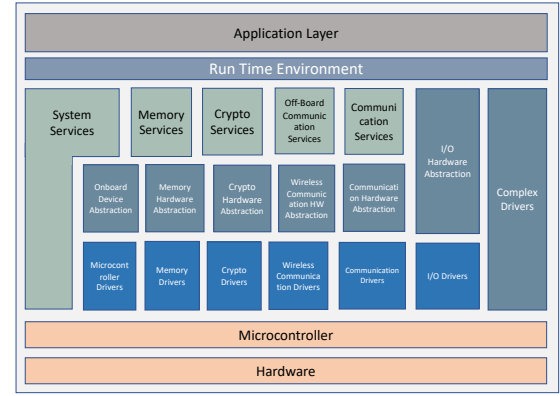 Application Layer
Run Time Environment
System
Services
Memory
Services
Crypto
Services
Off-Board
Communic
ation
Services
Communi
cation
Services
I/O
Hardware
Abstraction
Complex
Drivers
Onboard
Device
Abstraction
Memory
Hardware
Abstraction
Crypto
Hardware
Abstraction
Wireless
Communic
ation HW
Abstraction
Communicati
on Hardware
Abstraction
Microcont
roller
Drivers
Memory
Drivers
Crypto
Drivers
Wireless
Communica
tion Drivers
Communication
Drivers
I/O Drivers
Microcontroller
Hardware